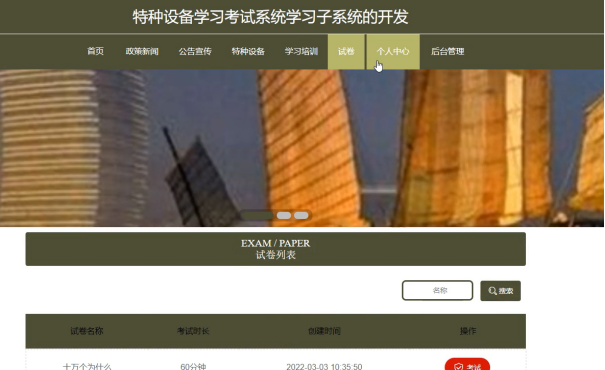 特种设备学习考试系统学习子系统的开发
首页 政策新闻 公告宣传 特种设备 学习培训 试卷 个人中心 后台管理
EXAM / PAPER
试卷列表
名称 搜索
试卷名称 考试时长 创建时间 操作
十万个为什么 60分钟 2022-03-03 10:35:50 考试